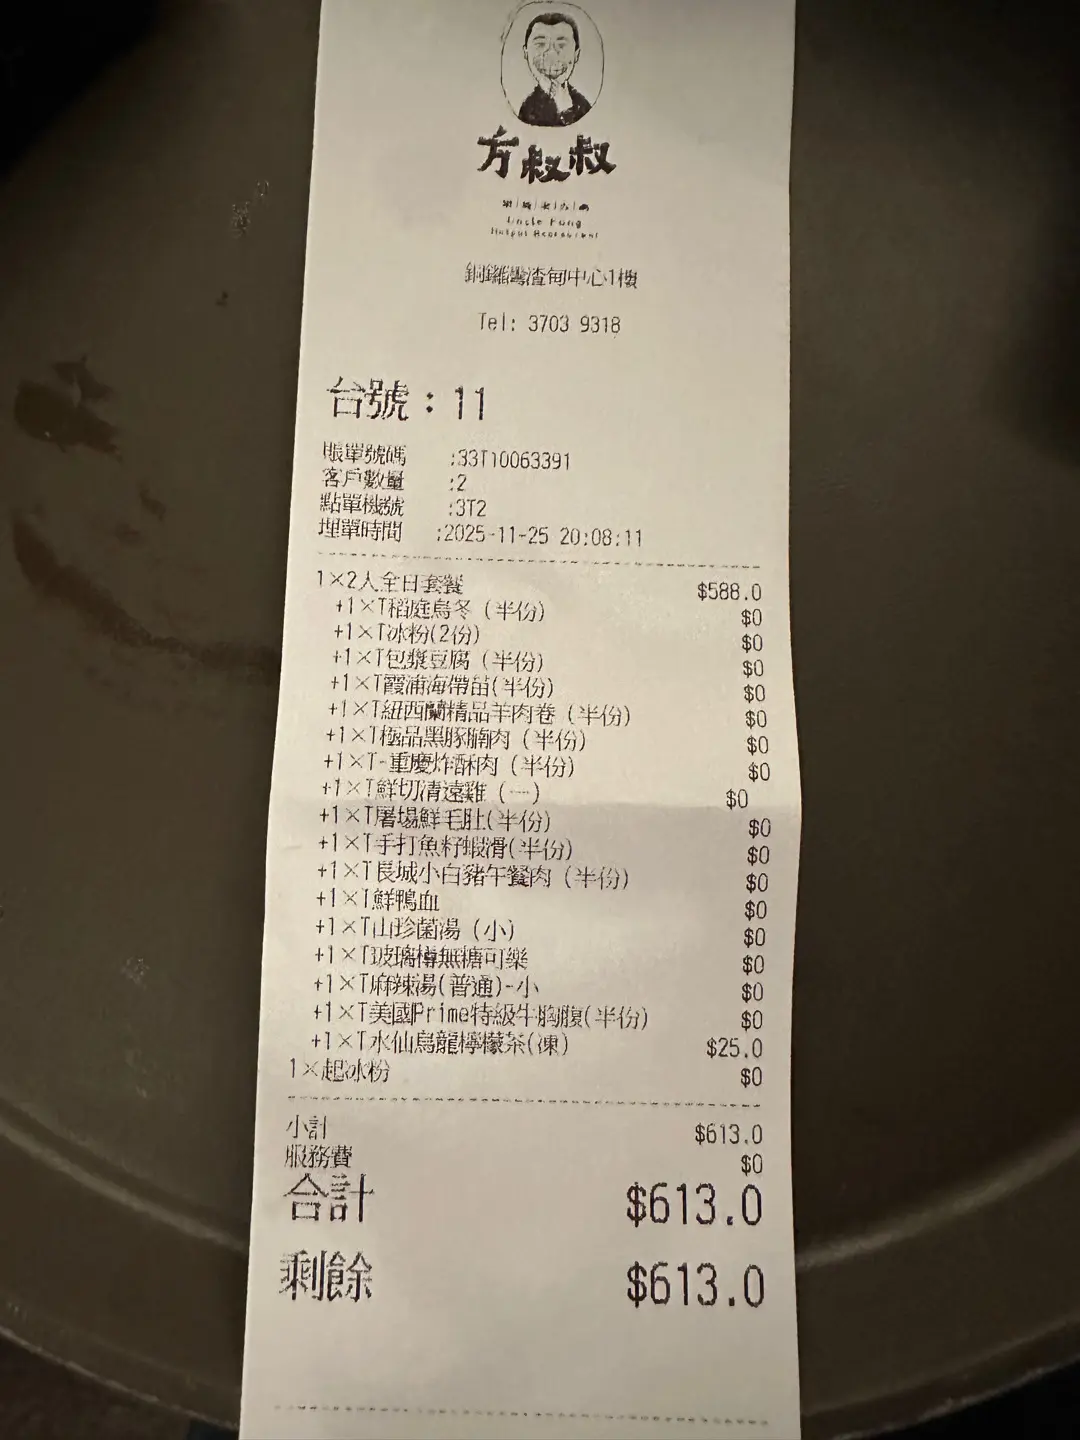 方叔叔
Uncle Fong
Hotpot Restaurant
銅鑼灣渣甸中心1樓
Tel: 3703 9318
台號：11
賬單號碼 :33T10063391
客戶數量 :2
點單機號 :3T2
埋單時間 :2025-11-25 20:08:11
1×2人全日套餐 $588.0
+1×T稻庭烏冬（半份） $0
+1×T冰粉(2份) $0
+1×T包漿豆腐（半份） $0
+1×T霞浦海帶苗(半份) $0
+1×T紐西蘭精品羊肉卷（半份） $0
+1×T極品黑豚腩肉（半份） $0
+1×T-重慶炸酥肉（半份） $0
+1×T鮮切清遠雞（一） $0
+1×T屠場鮮毛肚(半份) $0
+1×T手打魚籽蝦滑(半份) $0
+1×T長城小白豬午餐肉（半份） $0
+1×T鮮鴨血 $0
+1×T山珍菌湯（小） $0
+1×T玻璃樽無糖可樂 $0
+1×T麻辣湯(普通)-小 $0
+1×T美國Prime特級牛胸腹(半份) $0
+1×T水仙烏龍檸檬茶(凍) $25.0
1×起冰粉 $0
小計 $613.0
服務費 $0
合計 $613.0
剩餘 $613.0